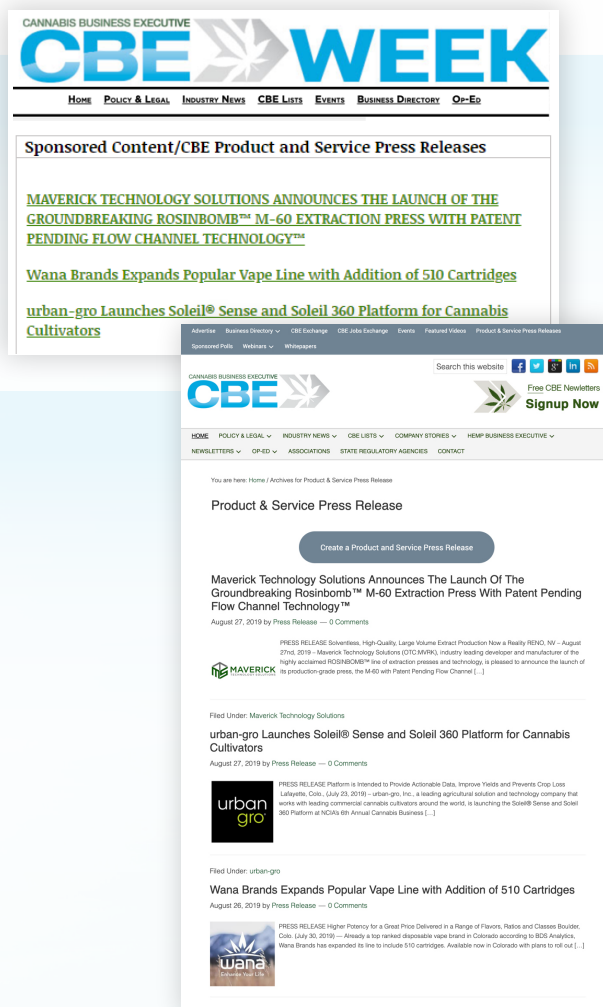 CANNABIS BUSINESS EXECUTIVE
CBE WEEK
HOME POLICY & LEGAL INDUSTRY NEWS CBE LISTS EVENTS BUSINESS DIRECTORY OP-ED
Sponsored Content/CBE Product and Service Press Releases
MAVERICK TECHNOLOGY SOLUTIONS ANNOUNCES THE LAUNCH OF THE
GROUNDBREAKING ROSINBOMB™ M-60 EXTRACTION PRESS WITH PATENT
PENDING FLOW CHANNEL TECHNOLOGY™
Wana Brands Expands Popular Vape Line with Addition of 510 Cartridges
urban-gro Launches Soleil® Sense and Soleil 360 Platform for Cannabis
Cultivators
Advertise Business Directory CBE Exchange CBE Jobs Exchange Events Featured Videos Product & Service Press Releases
Sponsored Polls Webinars Whitepapers
Search this website
CANNABIS BUSINESS EXECUTIVE
CBE
Free CBE Newletters
Signup Now
HOME POLICY & LEGAL INDUSTRY NEWS CBE LISTS COMPANY STORIES HEMP BUSINESS EXECUTIVE
NEWSLETTERS OP-ED ASSOCIATIONS STATE REGULATORY AGENCIES CONTACT
You are here: Home / Archives for Product & Service Press Release
Product & Service Press Release
Create a Product and Service Press Release
Maverick Technology Solutions Announces The Launch Of The
Groundbreaking Rosinbomb™ M-60 Extraction Press With Patent Pending
Flow Channel Technology™
August 27, 2019 by Press Release — 0 Comments
PRESS RELEASE Solventless, High-Quality, Large Volume Extract Production Now a Reality RENO, NV – August
27nd, 2019 – Maverick Technology Solutions (OTC:MVRK), industry leading developer and manufacturer of the
highly acclaimed ROSINBOMB™ line of extraction presses and technology, is pleased to announce the launch of
its production-grade press, the M-60 with Patent Pending Flow Channel […]
MAVERICK
TECHNOLOGY SOLUTIONS
Filed Under: Maverick Technology Solutions
urban-gro Launches Soleil® Sense and Soleil 360 Platform for Cannabis
Cultivators
August 27, 2019 by Press Release — 0 Comments
PRESS RELEASE Platform is Intended to Provide Actionable Data, Improve Yields and Prevents Crop Loss
Lafayette, Colo., (July 23, 2019) – urban-gro, Inc., a leading agricultural solution and technology company that
works with leading commercial cannabis cultivators around the world, is launching the Soleil® Sense and Soleil
360 Platform at NCIA's 6th Annual Cannabis Business […]
urban
gro
Filed Under: urban-gro
Wana Brands Expands Popular Vape Line with Addition of 510 Cartridges
August 26, 2019 by Press Release — 0 Comments
PRESS RELEASE Higher Potency for a Great Price Delivered in a Range of Flavors, Ratios and Classes Boulder,
Colo. (July 30, 2019) — Already a top ranked disposable vape brand in Colorado according to BDS Analytics,
Wana Brands has expanded its line to include 510 cartridges. Available now in Colorado with plans to roll out […]
wana
Enhance Your Life